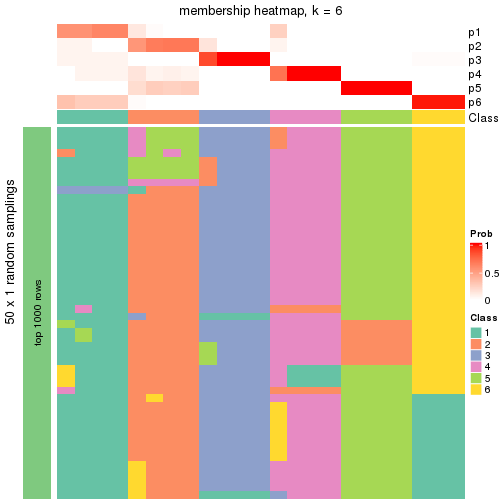 membership heatmap, k = 6
p1
p2
p3
p4
p5
p6
Class
50 x 1 random samplings
top 1000 rows
Prob
1
0.5
0
Class
1
2
3
4
5
6